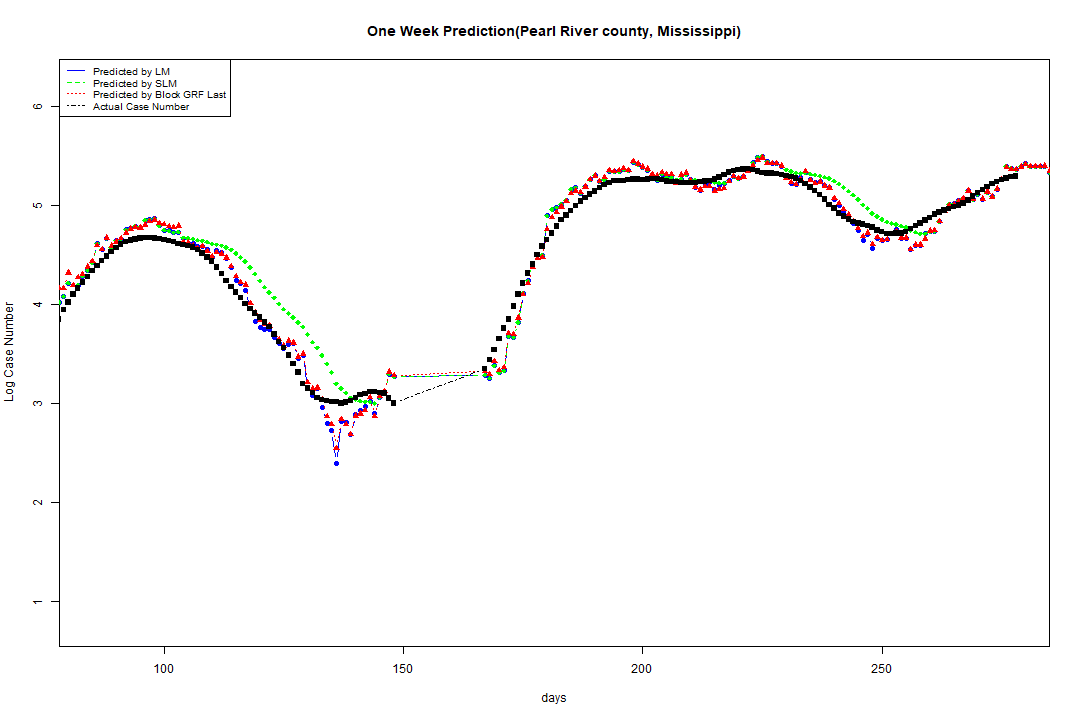 One Week Prediction(Pearl River county, Mississippi)
Predicted by LM
Predicted by SLM
Predicted by Block GRF Last
Actual Case Number
6
5
4
3
2
1
Log Case Number
100 150 200 250
days